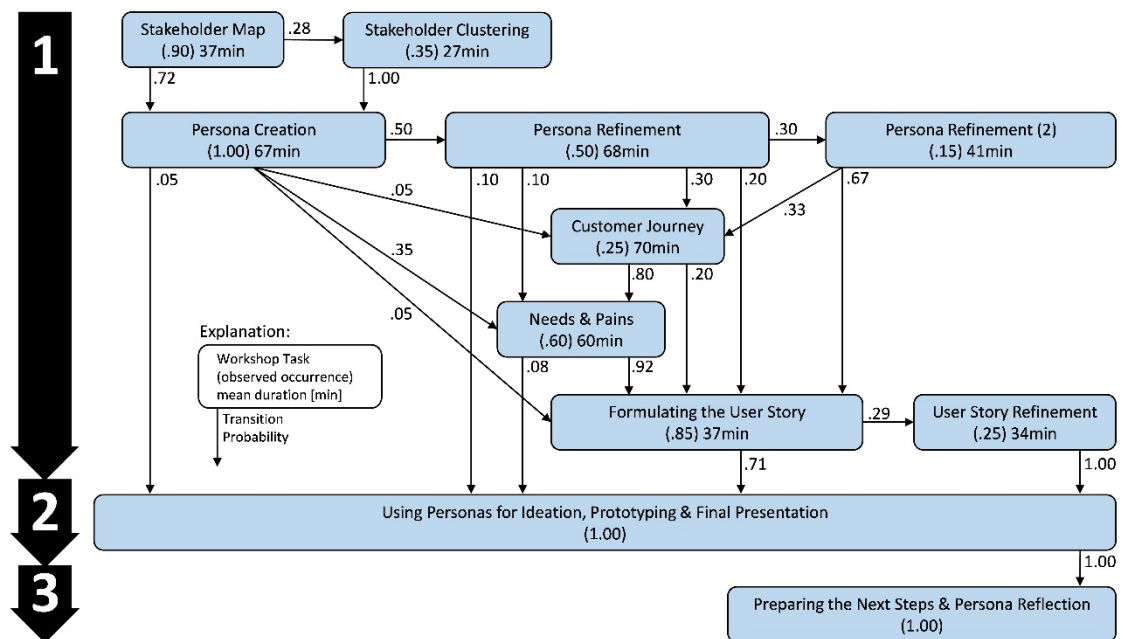 1
Stakeholder Map
(.90) 37min
.28
Stakeholder Clustering
(.35) 27min
.72
1.00
Persona Creation
(1.00) 67min
.50
Persona Refinement
(.50) 68min
.30
Persona Refinement (2)
(.15) 41min
.05
.10
.10
.30
.20
.67
.05
.33
Customer Journey
(.25) 70min
.35
.80
.20
.05
Needs & Pains
(.60) 60min
.08
.92
Explanation:
Workshop Task
(observed occurrence)
mean duration [min]
Transition
Probability
Formulating the User Story
(.85) 37min
.29
User Story Refinement
(.25) 34min
.71
1.00
2
Using Personas for Ideation, Prototyping & Final Presentation
(1.00)
1.00
3
Preparing the Next Steps & Persona Reflection
(1.00)